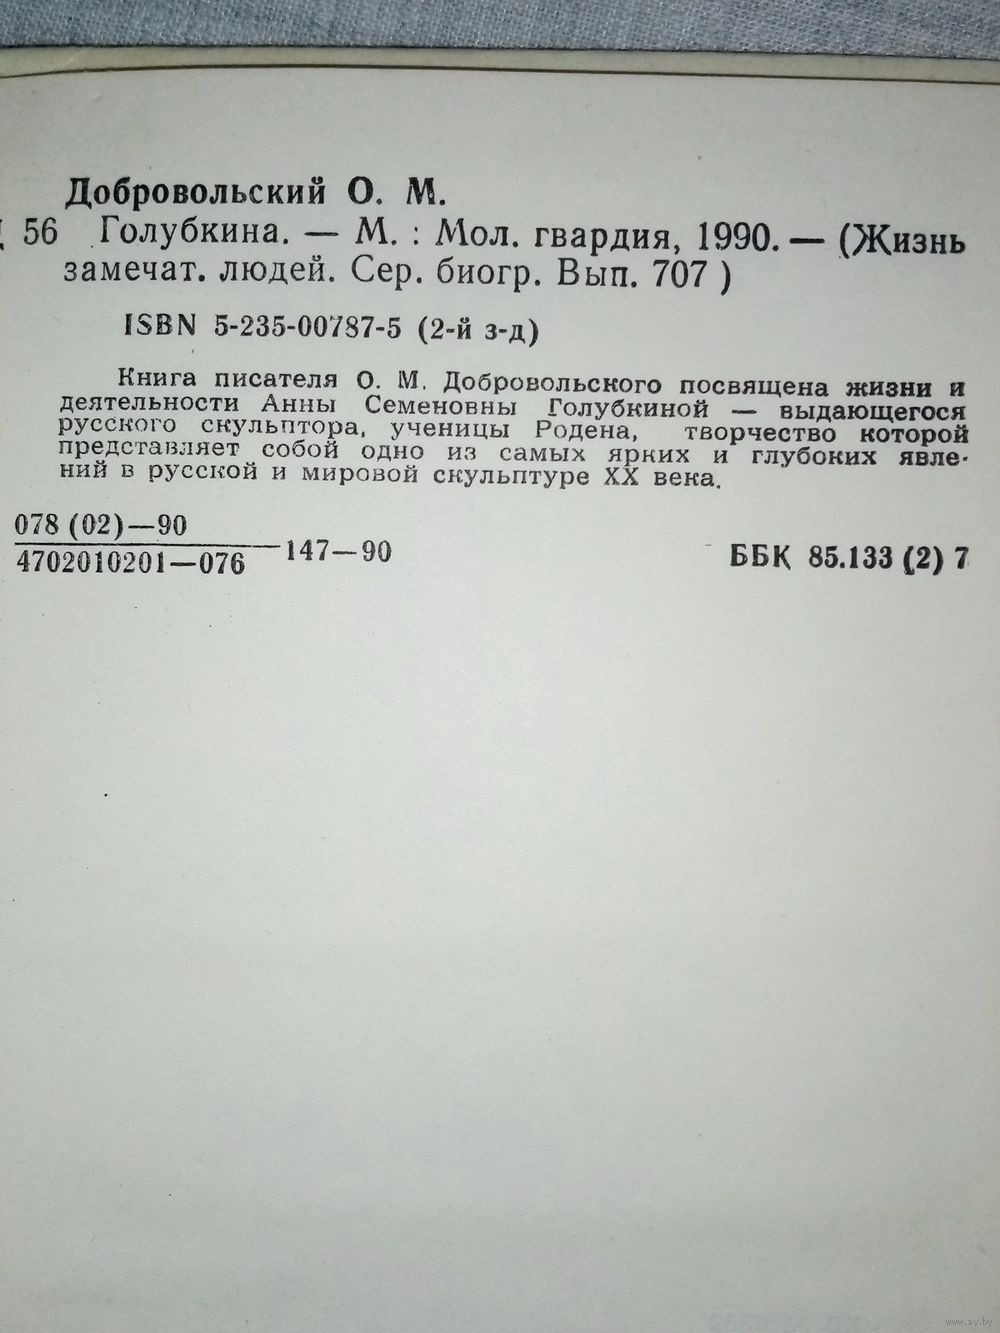 Добровольский О. М.
Д 56 Голубкина. — М. : Мол. гвардия, 1990. — (Жизнь
замечат. людей. Сер. биогр. Вып. 707 )
ISBN 5-235-00787-5 (2-й з-д)
Книга писателя О. М. Добровольского посвящена жизни и
деятельности Анны Семеновны Голубкиной — выдающегося
русского скульптора, ученицы Родена, творчество которой
представляет собой одно из самых ярких и глубоких явле-
ний в русской и мировой скульптуре XX века.
078 (02)—90
4702010201—076 147—90 ББК 85.133 (2) 7
www.ay.by